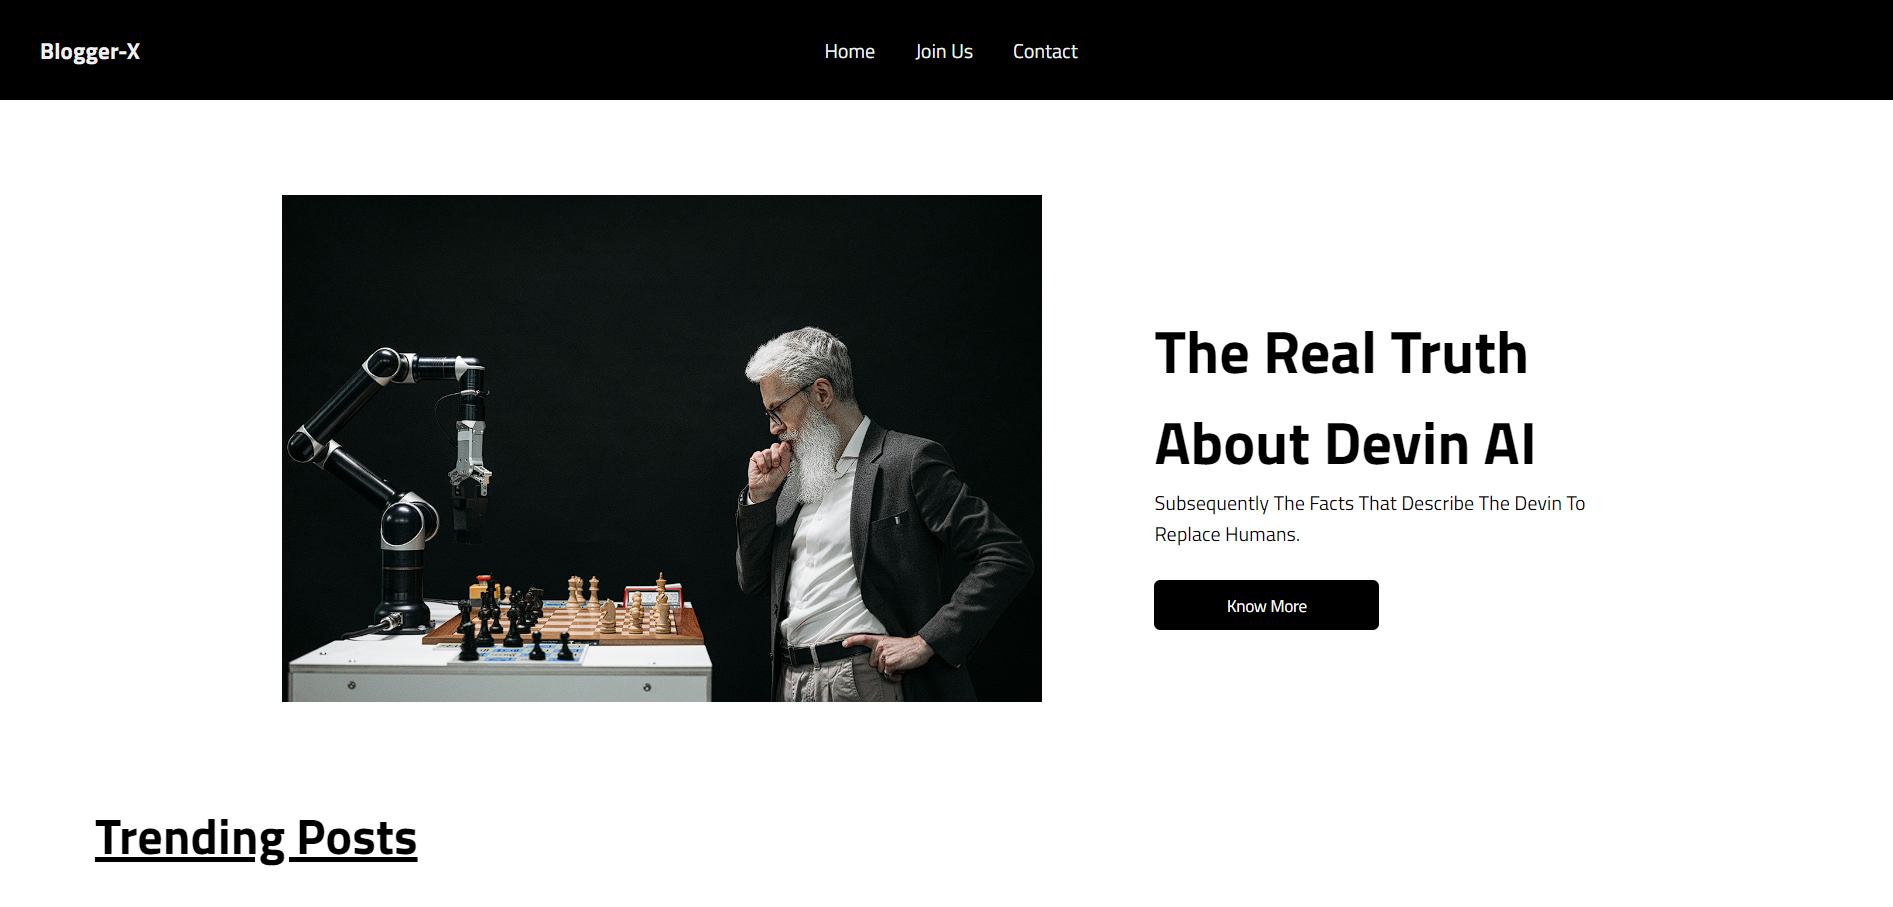 Blogger-X
Home Join Us Contact
The Real Truth
About Devin AI
Subsequently The Facts That Describe The Devin To
Replace Humans.
Know More
Trending Posts